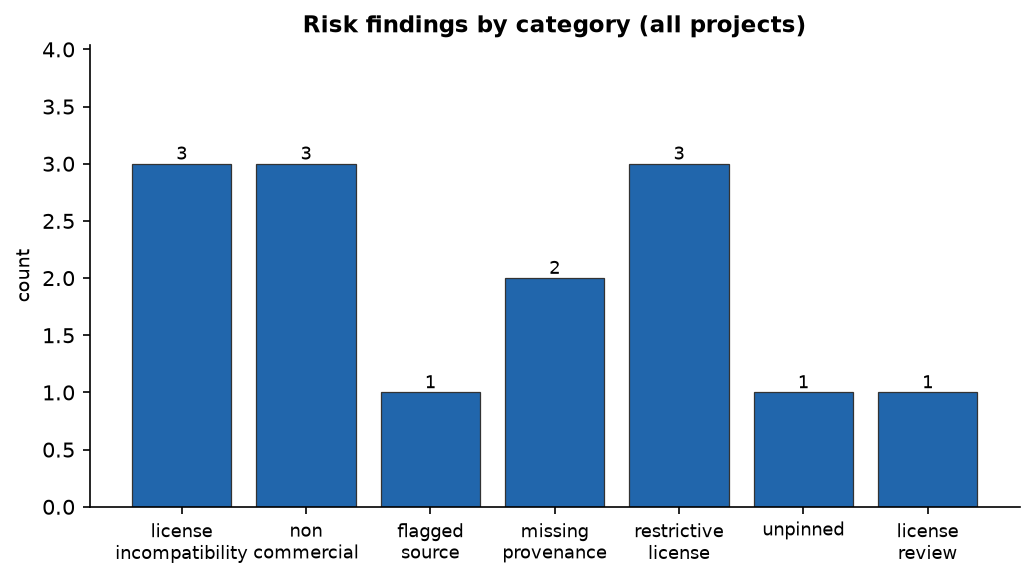 Risk findings by category (all projects)
count
4.0
3.5
3.0
2.5
2.0
1.5
1.0
0.5
0.0
3
3
1
2
3
1
1
license
incompatibility
non
commercial
flagged
source
missing
provenance
restrictive
license
unpinned
license
review